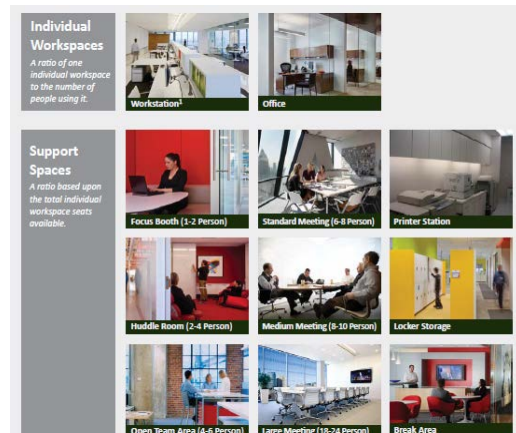 Individual
Workspaces
A ratio of one
individual workspace
to the number of
people using it.
Workstation¹
Office
Support
Spaces
A ratio based upon
the total individual
workspace seats
available.
Focus Booth (1-2 Person)
Standard Meeting (6-8 Person)
Printer Station
Huddle Room (2-4 Person)
Medium Meeting (8-10 Person)
Locker Storage
Open Team Area (4-6 Person)
Large Meeting (18-24 Person)
Break Area